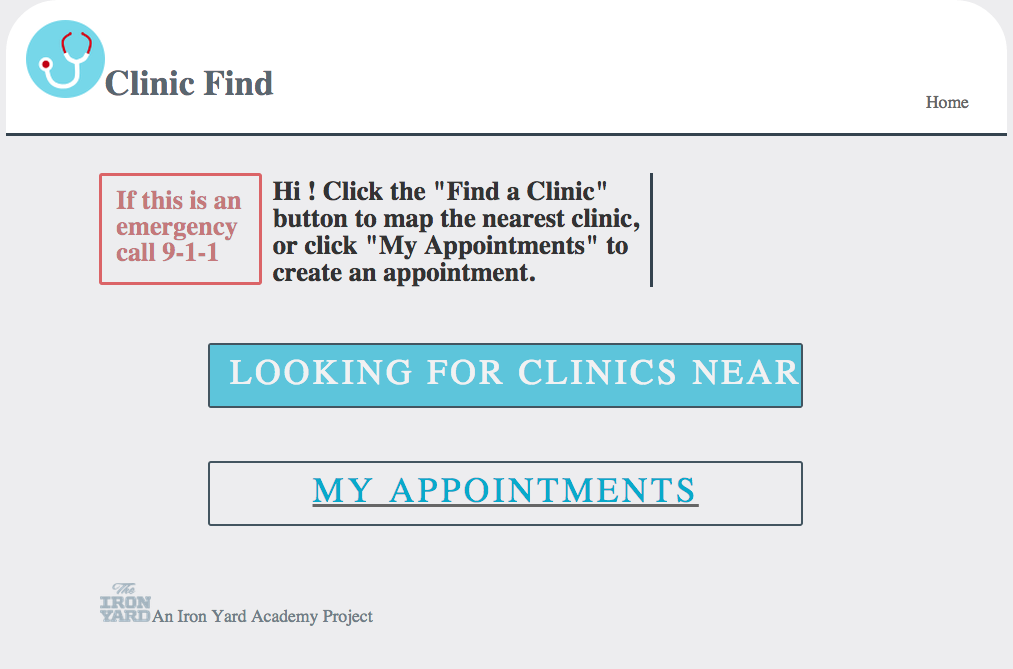 Clinic Find
Home
If this is an
emergency
call 9-1-1
Hi ! Click the "Find a Clinic"
button to map the nearest clinic,
or click "My Appointments" to
create an appointment.
LOOKING FOR CLINICS NEAR
MY APPOINTMENTS
The
IRON
YARD
An Iron Yard Academy Project